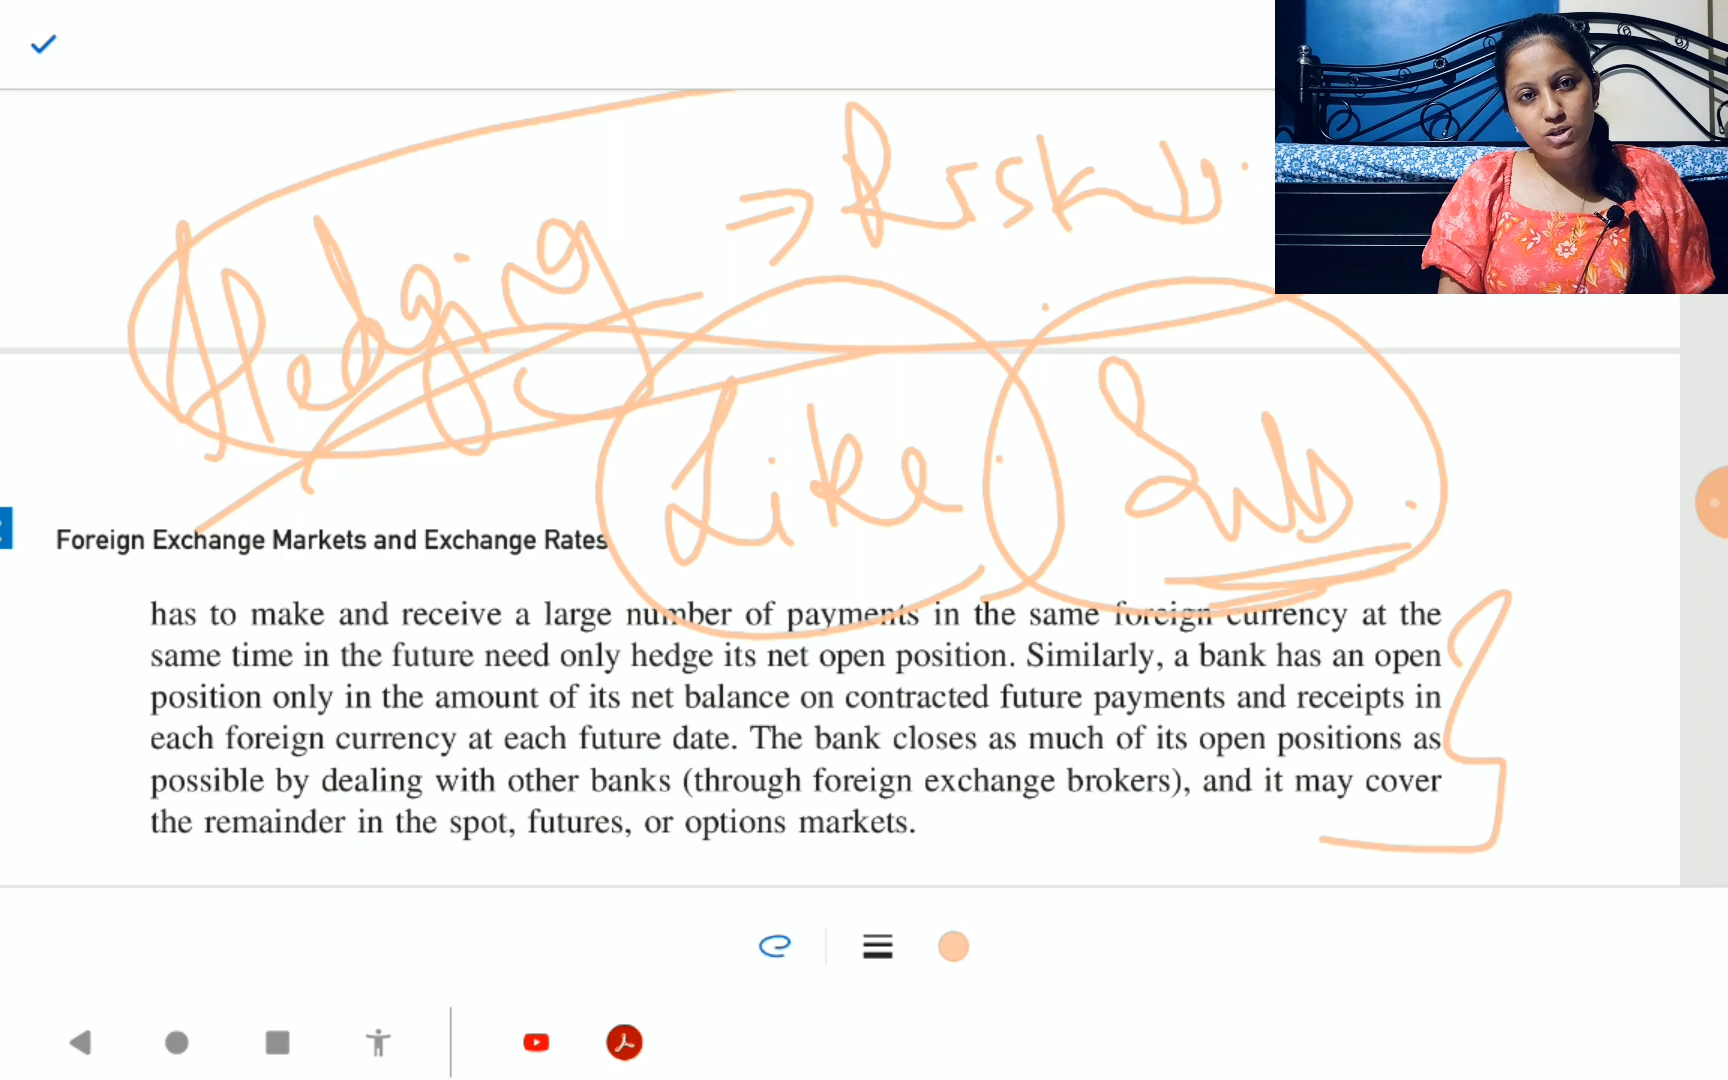 Hedging => Risk
Like Sub
Foreign Exchange Markets and Exchange Rates
has to make and receive a large number of payments in the same foreign currency at the
same time in the future need only hedge its net open position. Similarly, a bank has an open
position only in the amount of its net balance on contracted future payments and receipts in
each foreign currency at each future date. The bank closes as much of its open positions as
possible by dealing with other banks (through foreign exchange brokers), and it may cover
the remainder in the spot, futures, or options markets.